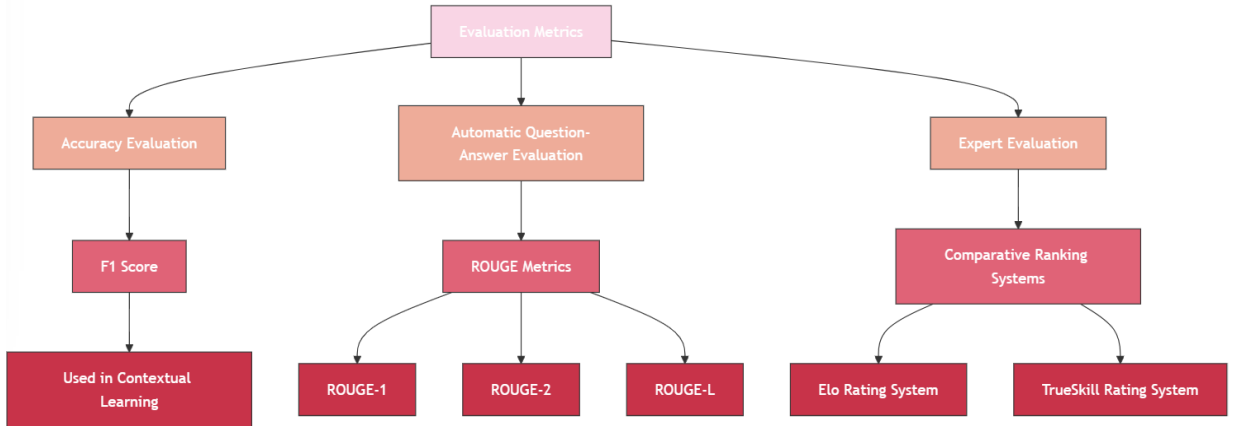 Evaluation Metrics
Accuracy Evaluation
Automatic Question-
Answer Evaluation
Expert Evaluation
F1 Score
ROUGE Metrics
Comparative Ranking
Systems
Used in Contextual
Learning
ROUGE-1
ROUGE-2
ROUGE-L
Elo Rating System
TrueSkill Rating System